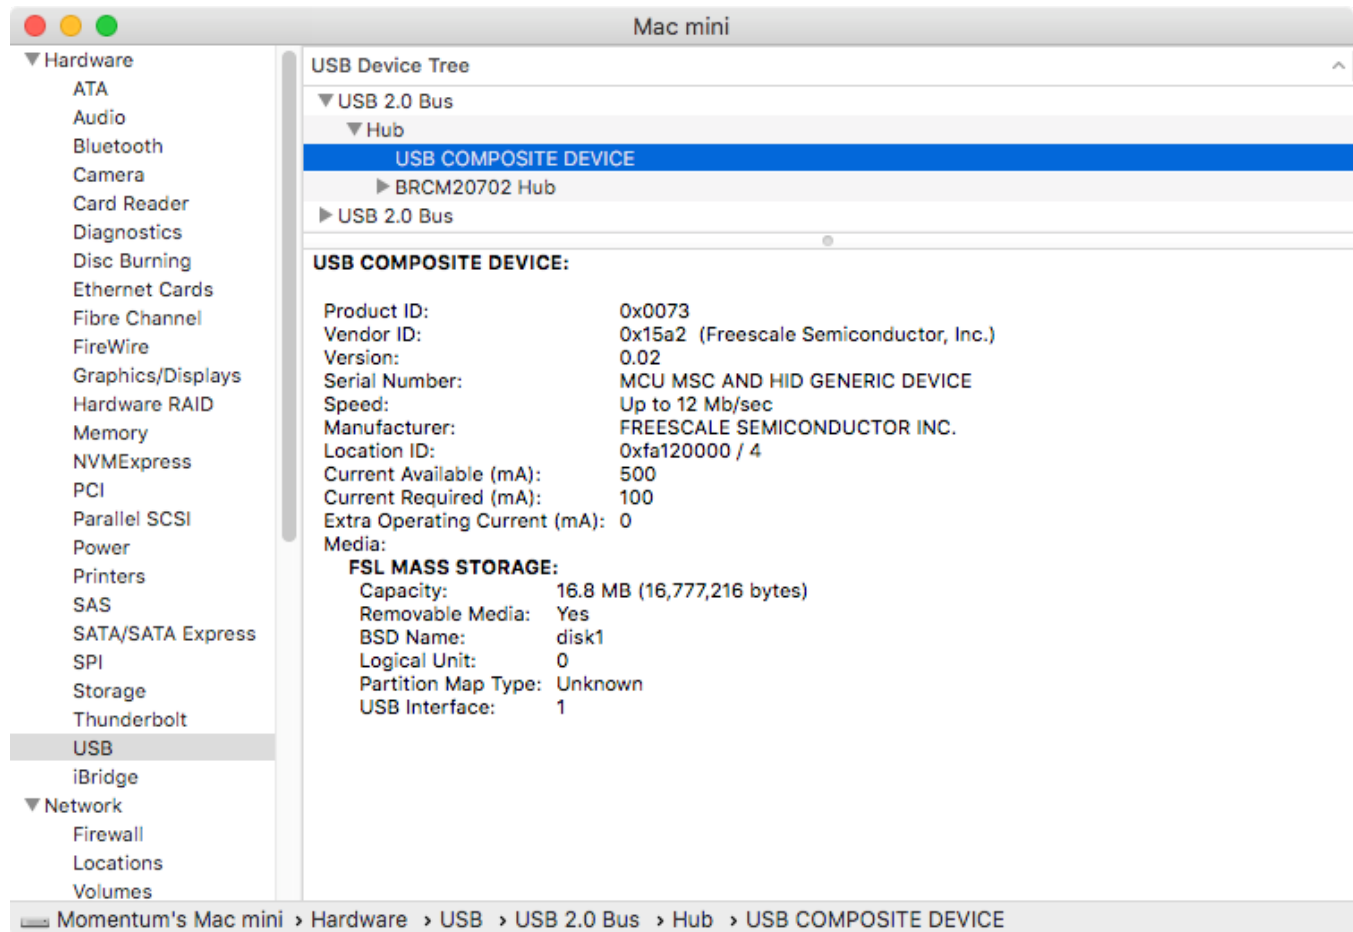 Mac mini
Hardware
ATA
Audio
Bluetooth
Camera
Card Reader
Diagnostics
Disc Burning
Ethernet Cards
Fibre Channel
FireWire
Graphics/Displays
Hardware RAID
Memory
NVMExpress
PCI
Parallel SCSI
Power
Printers
SAS
SATA/SATA Express
SPI
Storage
Thunderbolt
USB
iBridge
Network
Firewall
Locations
Volumes
USB Device Tree
USB 2.0 Bus
Hub
USB COMPOSITE DEVICE
BRCM20702 Hub
USB 2.0 Bus
USB COMPOSITE DEVICE:
Product ID: 0x0073
Vendor ID: 0x15a2 (Freescale Semiconductor, Inc.)
Version: 0.02
Serial Number: MCU MSC AND HID GENERIC DEVICE
Speed: Up to 12 Mb/sec
Manufacturer: FREESCALE SEMICONDUCTOR INC.
Location ID: 0xfa120000 / 4
Current Available (mA): 500
Current Required (mA): 100
Extra Operating Current (mA): 0
Media:
FSL MASS STORAGE:
Capacity: 16.8 MB (16,777,216 bytes)
Removable Media: Yes
BSD Name: disk1
Logical Unit: 0
Partition Map Type: Unknown
USB Interface: 1
Momentum's Mac mini › Hardware › USB › USB 2.0 Bus › Hub › USB COMPOSITE DEVICE